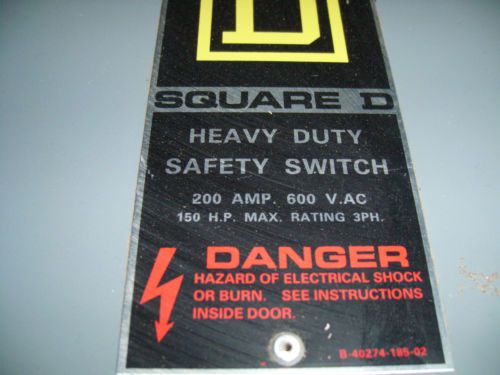 D
SQUARE D
HEAVY DUTY
SAFETY SWITCH
200 AMP. 600 V.AC
150 H.P. MAX. RATING 3PH.
DANGER
HAZARD OF ELECTRICAL SHOCK
OR BURN. SEE INSTRUCTIONS
INSIDE DOOR.
B-40274-185-02